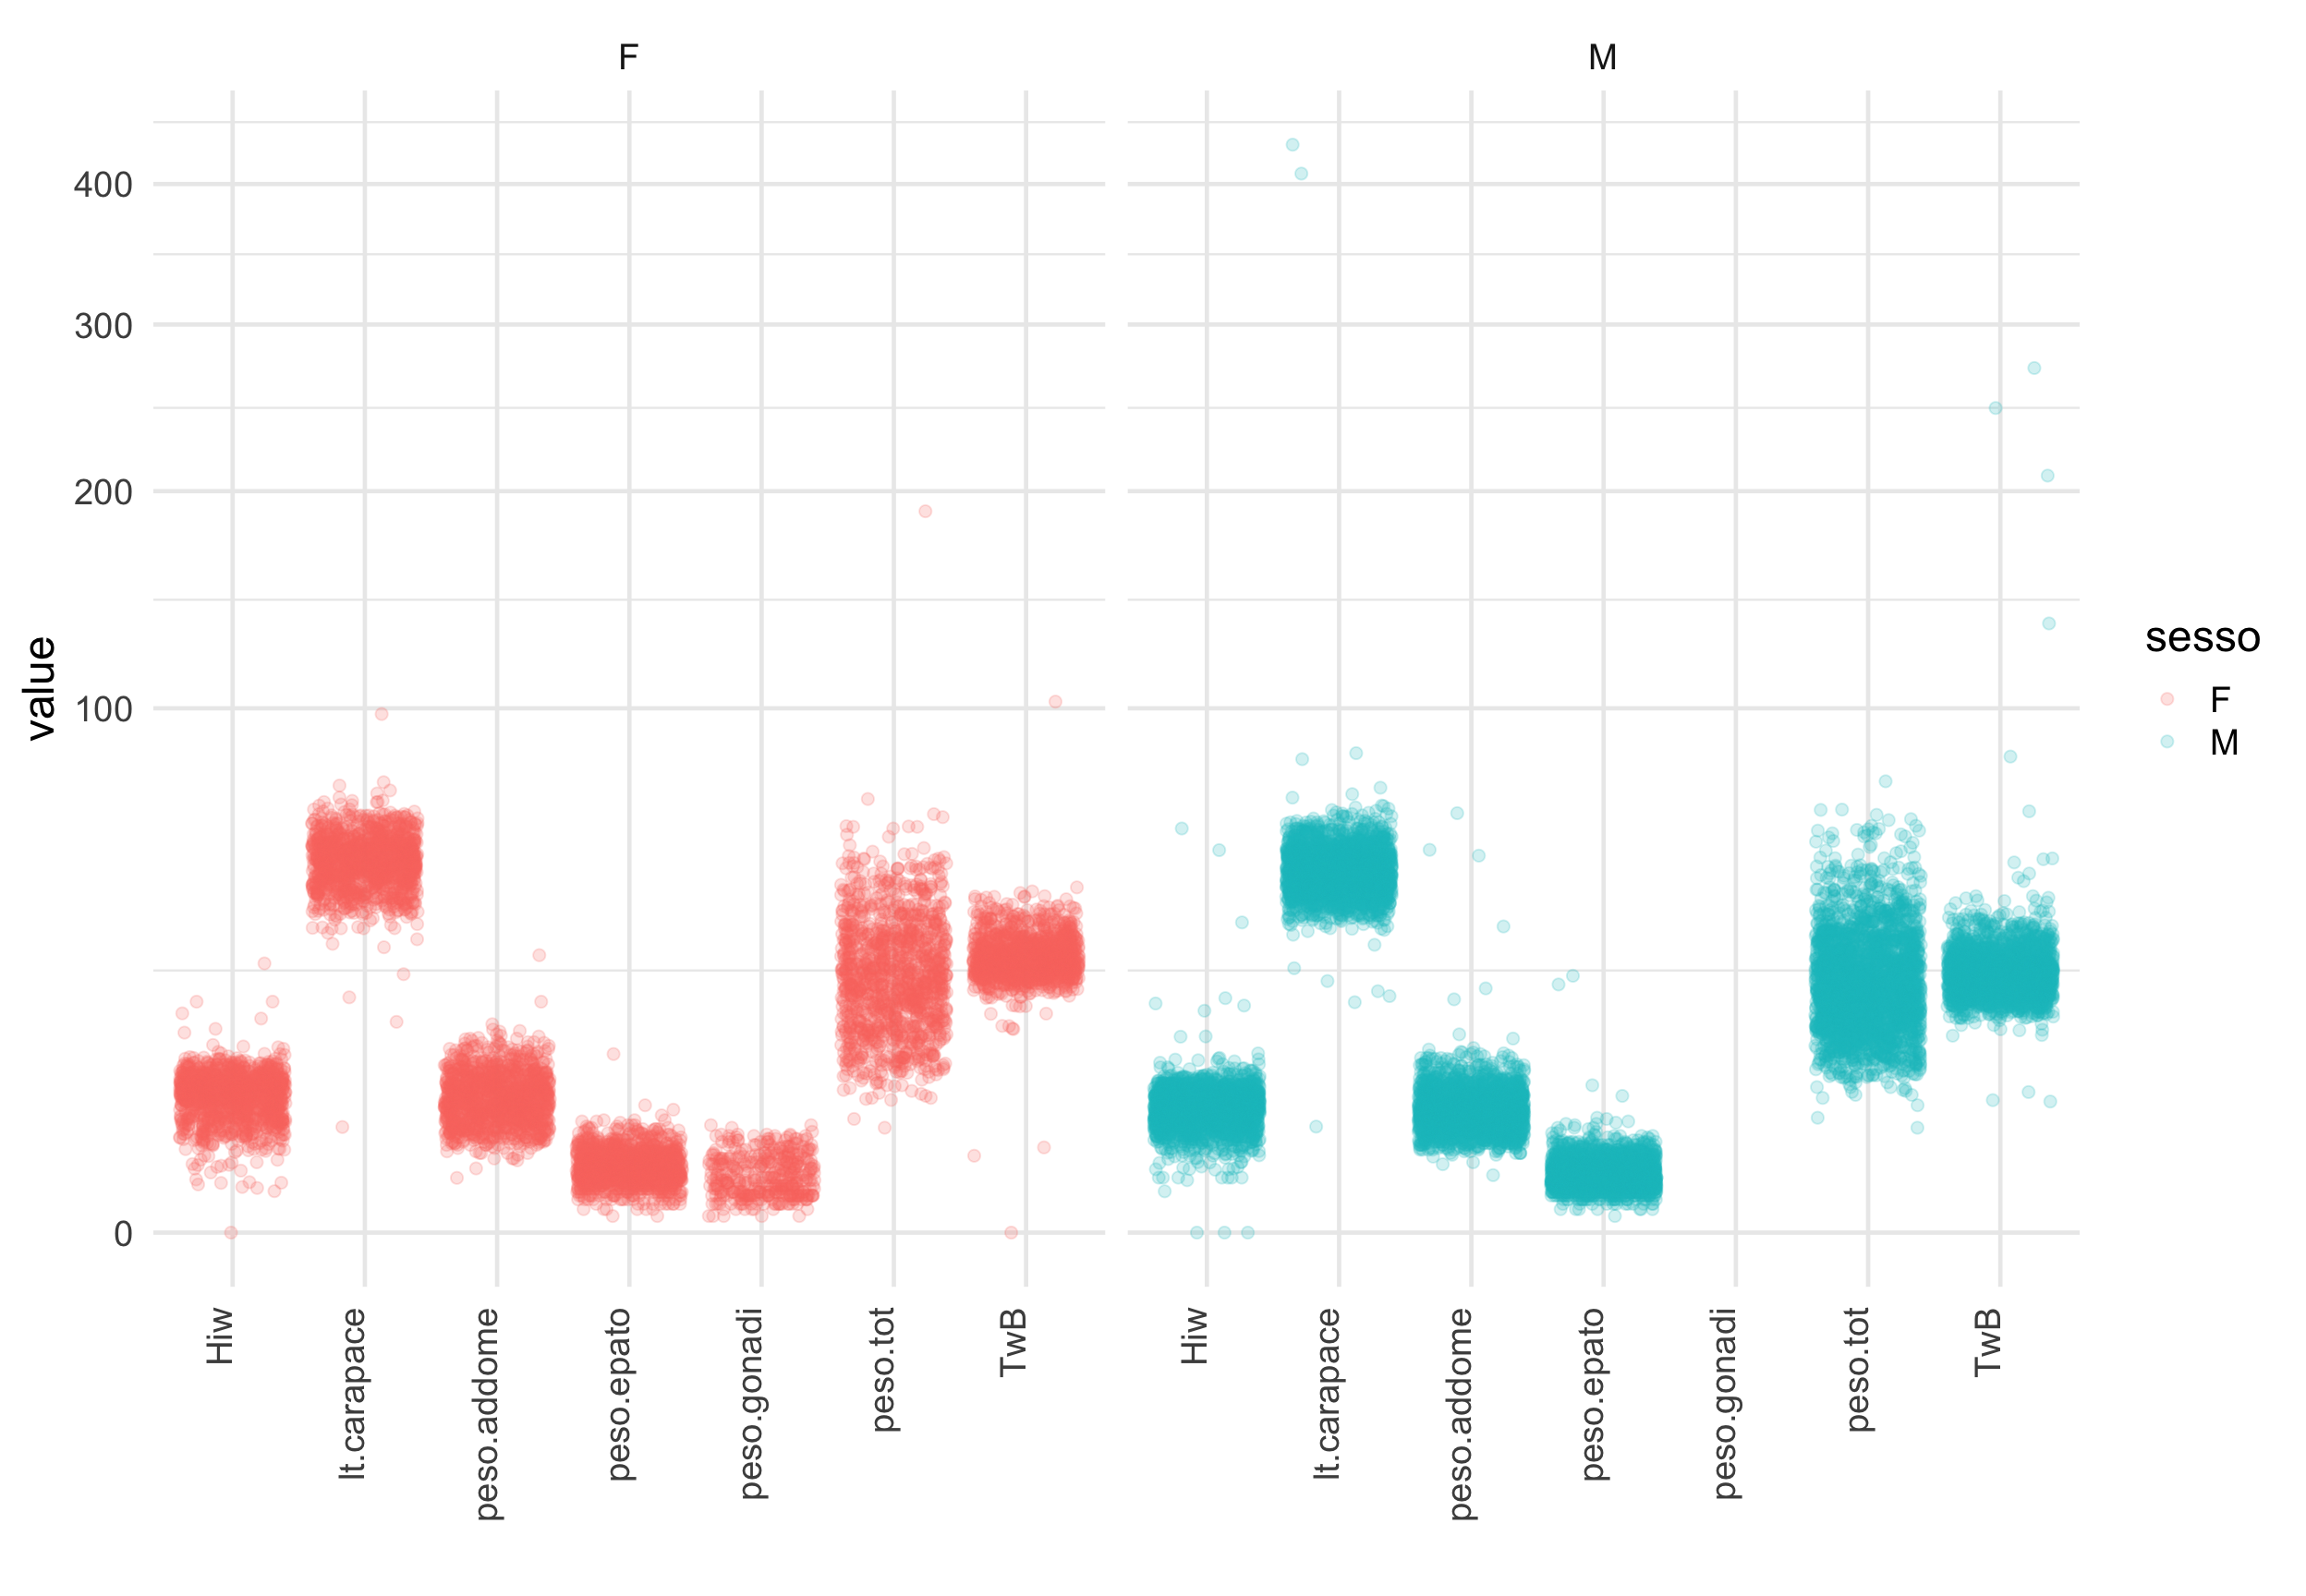 F
M
400
300
200
100
0
value
Hiw
lt.carapace
peso.addome
peso.epato
peso.gonadi
peso.tot
TwB
Hiw
lt.carapace
peso.addome
peso.epato
peso.gonadi
peso.tot
TwB
sesso
F
M